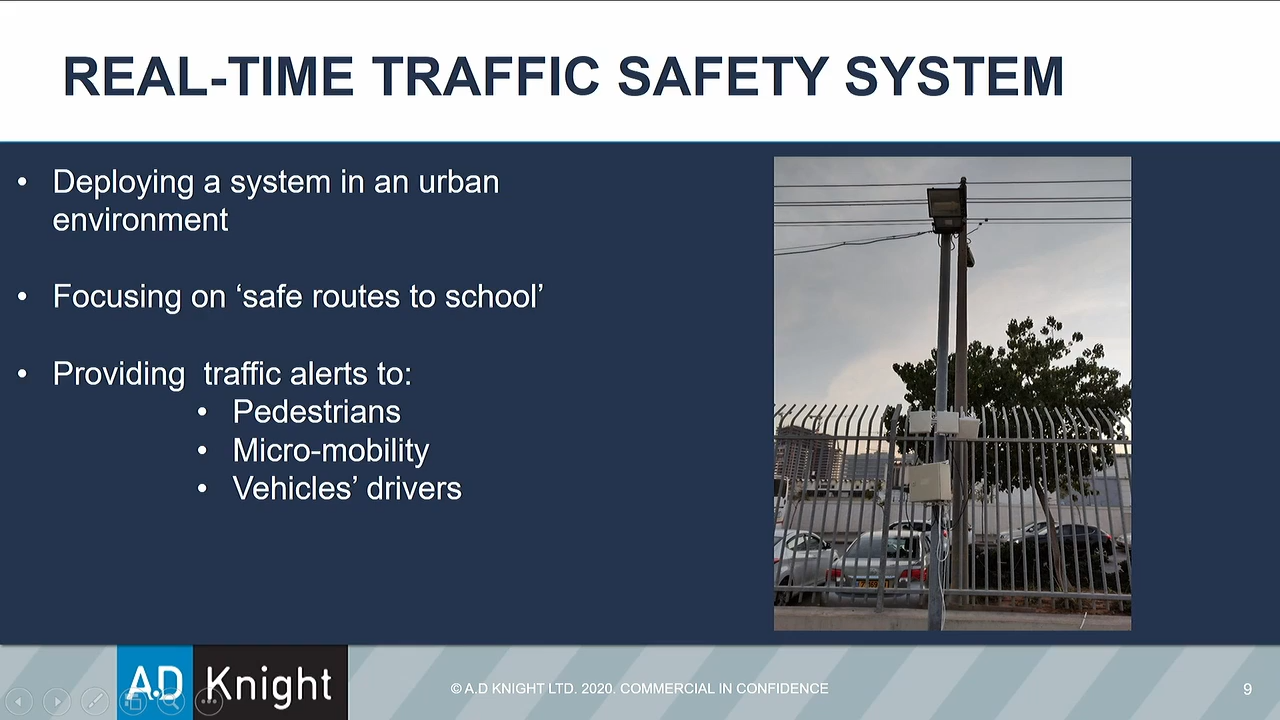 REAL-TIME TRAFFIC SAFETY SYSTEM
• Deploying a system in an urban
environment
• Focusing on ‘safe routes to school’
• Providing  traffic alerts to:
• Pedestrians
• Micro-mobility
• Vehicles’ drivers
A.D Knight
© A.D KNIGHT LTD. 2020. COMMERCIAL IN CONFIDENCE
9